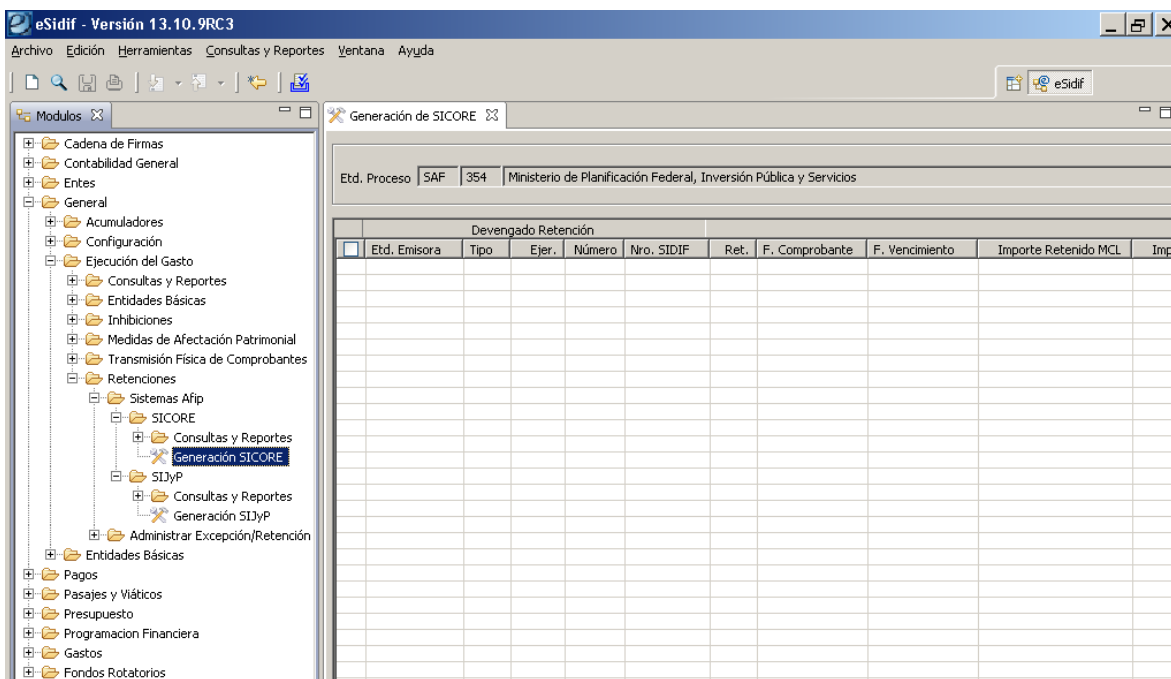 eSidif - Versión 13.10.9RC3
Archivo Edición Herramientas Consultas y Reportes Ventana Ayuda
eSidif
Modulos
Cadena de Firmas
Contabilidad General
Entes
General
Acumuladores
Configuración
Ejecución del Gasto
Consultas y Reportes
Entidades Básicas
Inhibiciones
Medidas de Afectación Patrimonial
Transmisión Física de Comprobantes
Retenciones
Sistemas Afip
SICORE
Consultas y Reportes
Generación SICORE
SIJyP
Consultas y Reportes
Generación SIJyP
Administrar Excepción/Retención
Entidades Básicas
Pagos
Pasajes y Viáticos
Presupuesto
Programacion Financiera
Gastos
Fondos Rotatorios
Generación de SICORE
Etd. Proceso SAF 354 Ministerio de Planificación Federal, Inversión Pública y Servicios
Devengado Retención
Etd. Emisora Tipo Ejer. Número Nro. SIDIF Ret. F. Comprobante F. Vencimiento Importe Retenido MCL Imp